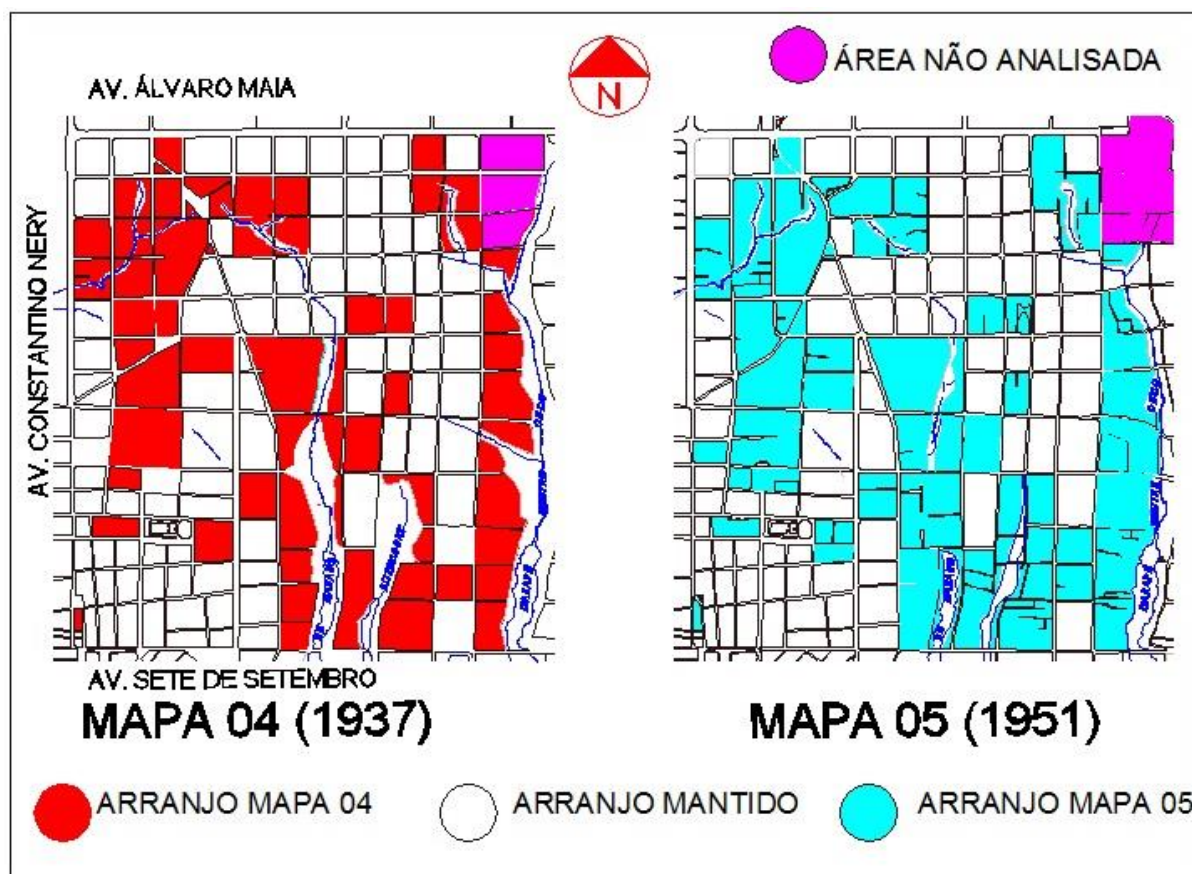 ÁREA NÃO ANALISADA
N
AV. ÁLVARO MAIA
AV. CONSTANTINO NERY
AV. SETE DE SETEMBRO
MAPA 04 (1937)
MAPA 05 (1951)
ARRANJO MAPA 04
ARRANJO MANTIDO
ARRANJO MAPA 05